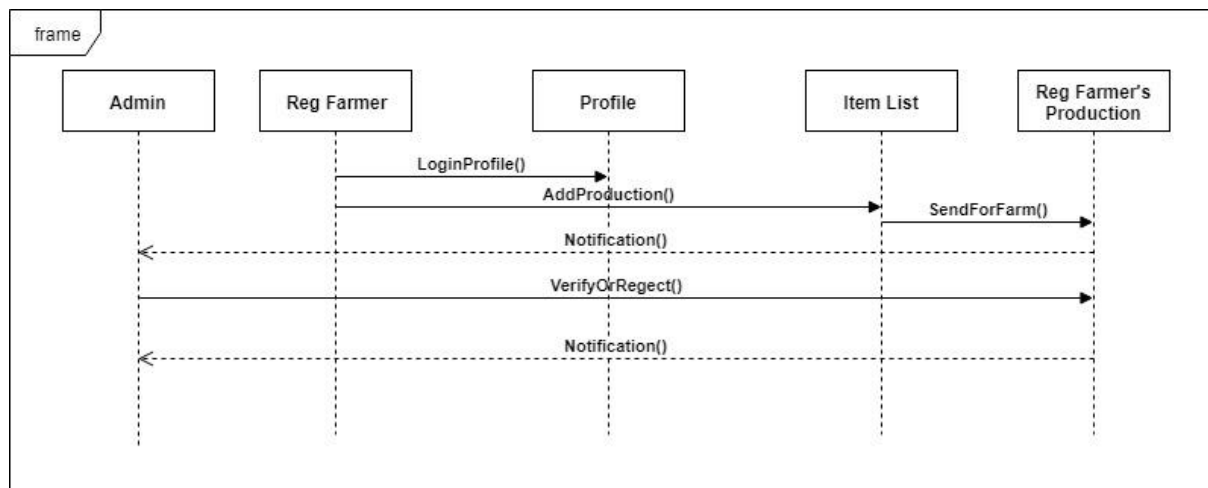 frame
Admin
Reg Farmer
Profile
Item List
Reg Farmer's
Production
LoginProfile()
AddProduction()
SendForFarm()
Notification()
VerifyOrRegect()
Notification()